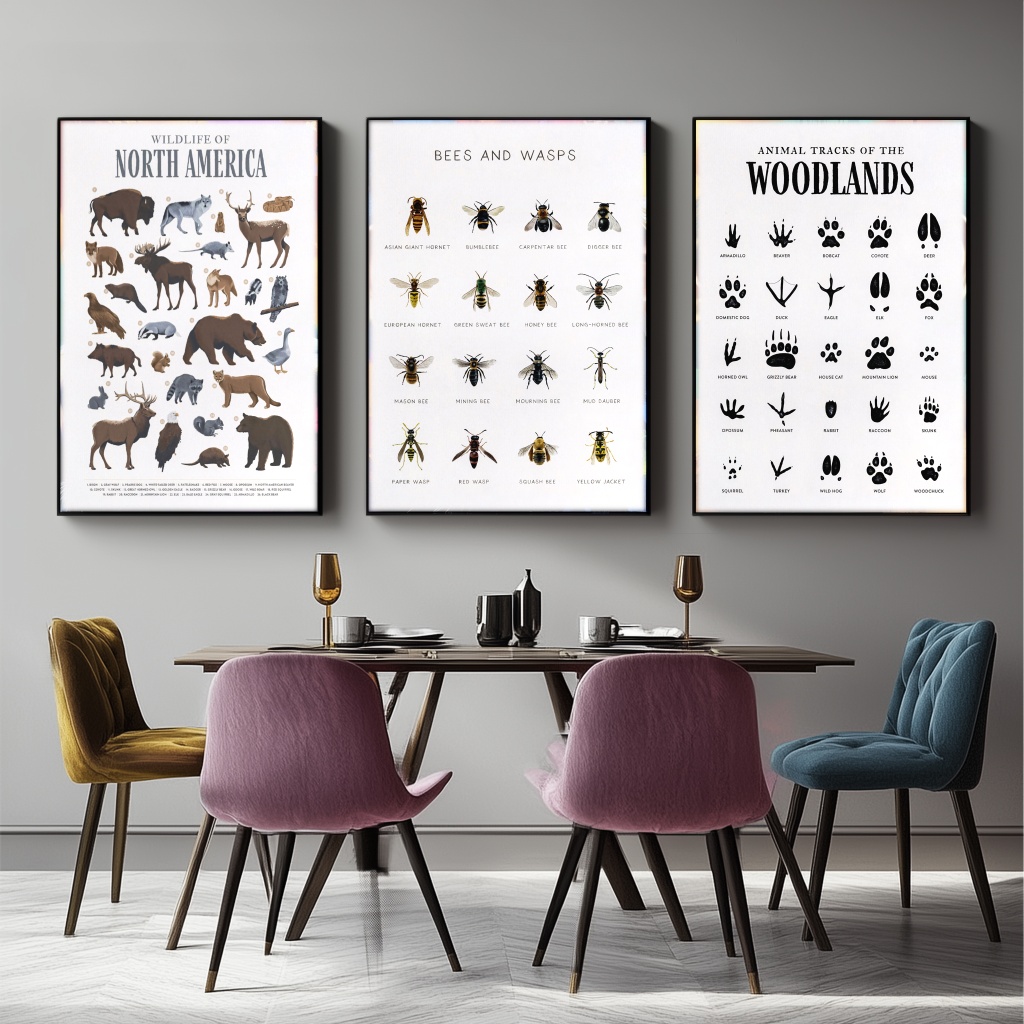 WILDLIFE OF
NORTH AMERICA
BEES AND WASPS
ASIAN GIANT HORNET BUMBLEBEE CARPENTAR BEE DIGGER BEE
EUROPEAN HORNET GREEN SWEAT BEE HONEY BEE LONG-HORNED BEE
MASON BEE MINING BEE MOURNING BEE MUD DAUBER
PAPER WASP RED WASP SQUASH BEE YELLOW JACKET
ANIMAL TRACKS OF THE
WOODLANDS
ARMADILLO BEAVER BOBCAT COYOTE DEER
DOMESTIC DOG DUCK EAGLE ELK FOX
HORNED OWL GRIZZLY BEAR HOUSE CAT MOUNTAIN LION MOUSE
OPOSSUM PHEASANT RABBIT RACCOON SKUNK
SQUIRREL TURKEY WILD HOG WOLF WOODCHUCK